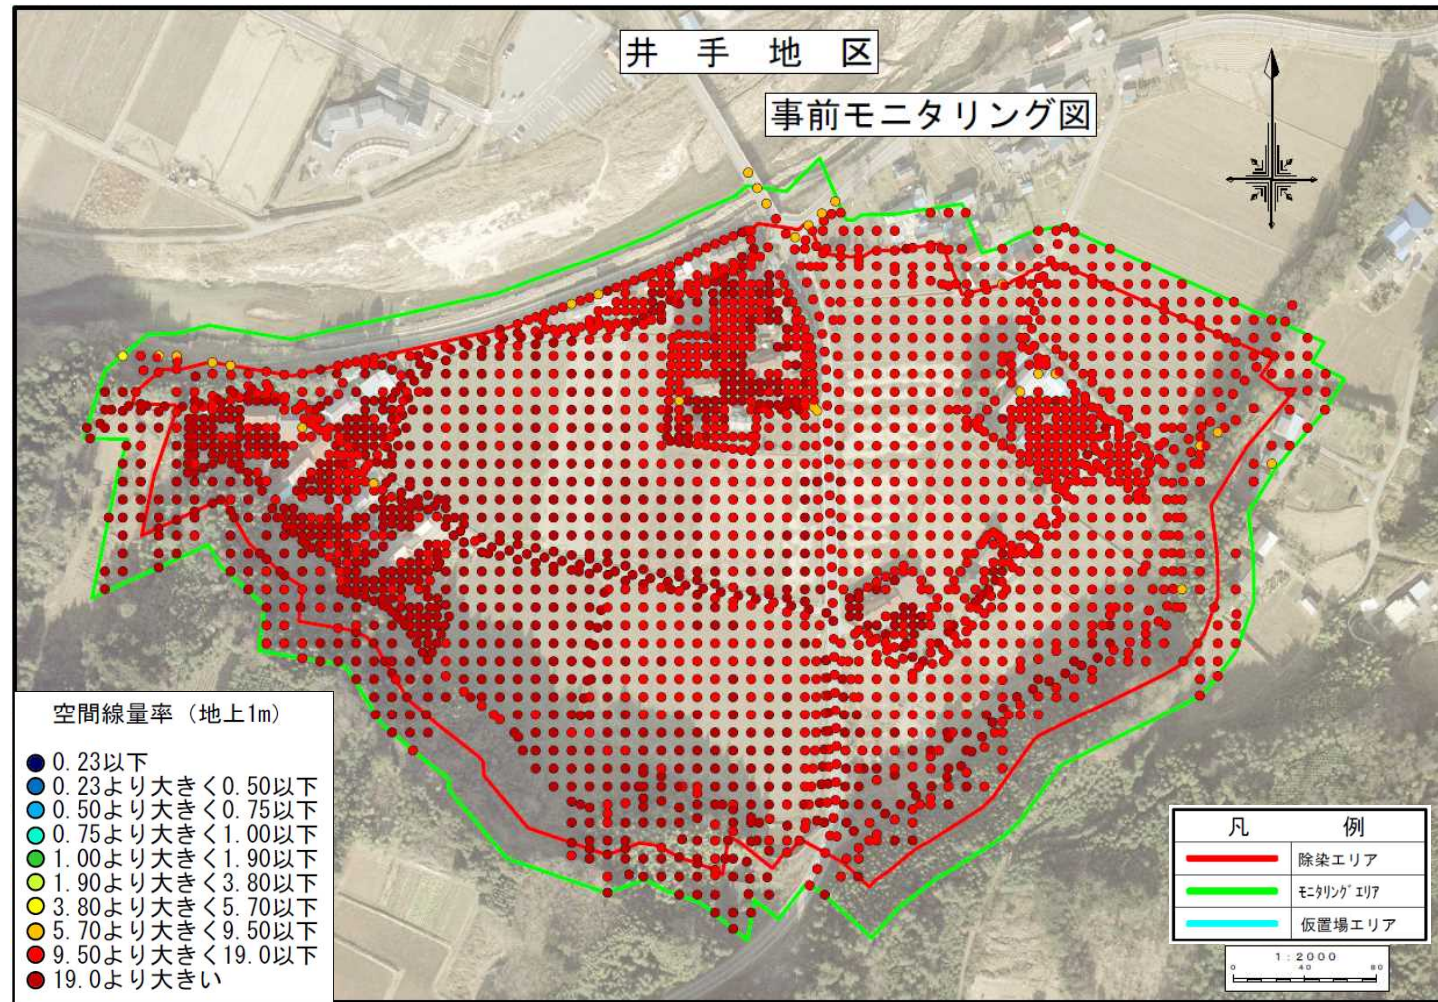 井 手 地 区
事前モニタリング図
空間線量率（地上1m）
0.23以下
0.23より大きく0.50以下
0.50より大きく0.75以下
0.75より大きく1.00以下
1.00より大きく1.90以下
1.90より大きく3.80以下
3.80より大きく5.70以下
5.70より大きく9.50以下
9.50より大きく19.0以下
19.0より大きい
凡 例
除染エリア
ﾓﾆﾀﾘﾝｸﾞｴﾘｱ
仮置場エリア
1:2000
0 40 80